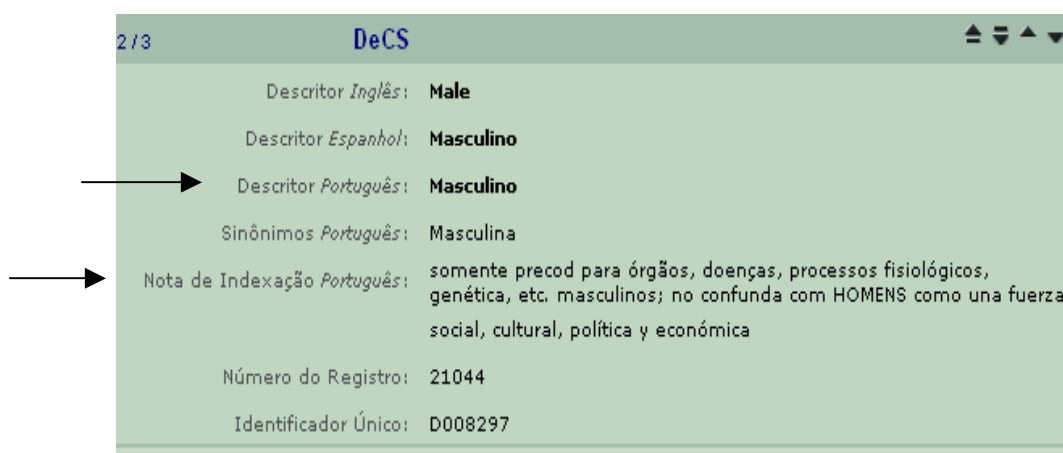 2/3 DeCS
Descritor Inglês: Male
Descritor Espanhol: Masculino
Descritor Português: Masculino
Sinônimos Português: Masculina
Nota de Indexação Português: somente precod para órgãos, doenças, processos fisiológicos,
genética, etc. masculinos; no confunda com HOMENS como una fuerza
social, cultural, política y económica
Número do Registro: 21044
Identificador Único: D008297